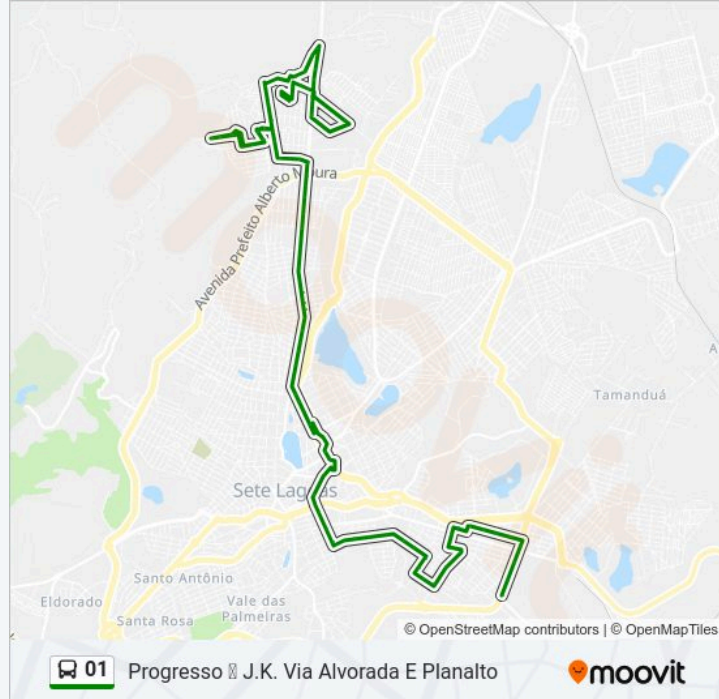 moovit
Avenida Prefeito Alberto Moura
Tamanduá
Sete Lagoas
Santo Antônio
Eldorado
Vale das
Palmeiras
Santa Rosa
© OpenStreetMap contributors | © OpenMapTiles
01 Progresso  J.K. Via Alvorada E Planalto
moovit